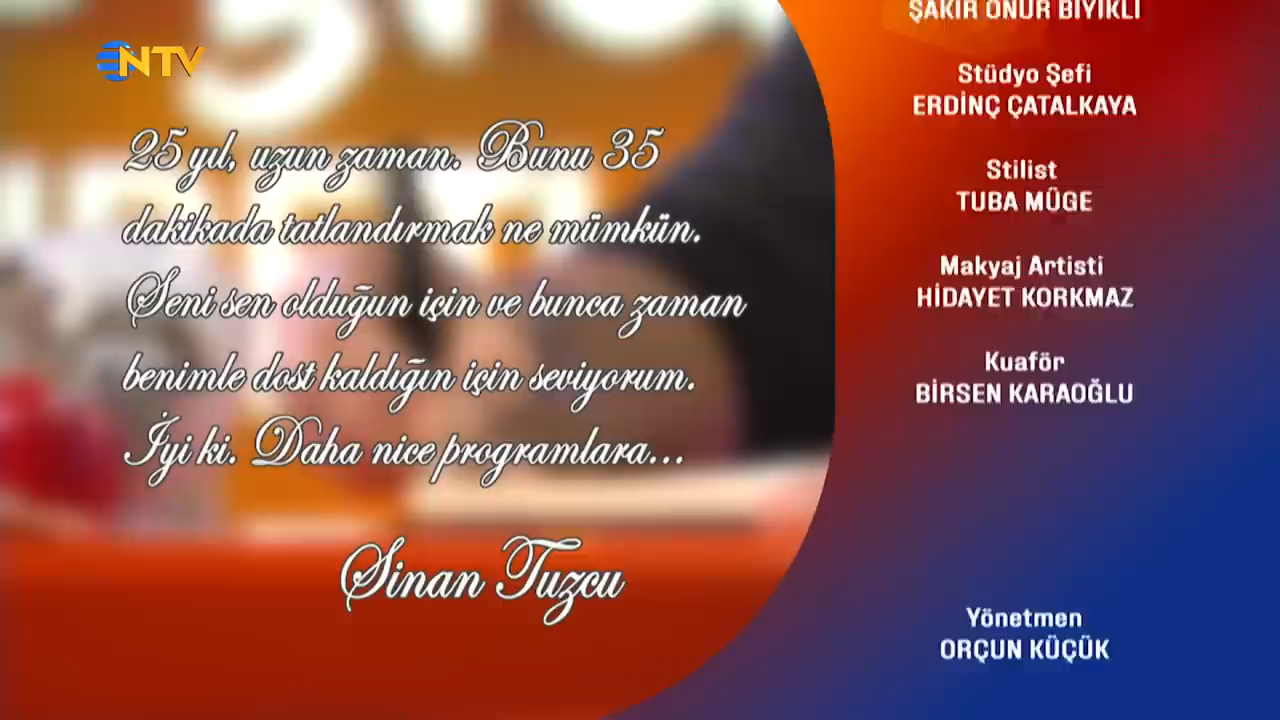 NTV
25 yıl, uzun zaman. Bunu 35
dakikada tatlandırmak ne mümkün.
Seni sen olduğun için ve bunca zaman
benimle dost kaldığın için seviyorum.
İyi ki. Daha nice programlara...
Sinan Tuzcu
ŞAKİR ONUR BIYIKLI
Stüdyo Şefi
ERDİNÇ ÇATALKAYA
Stilist
TUBA MÜGE
Makyaj Artisti
HİDAYET KORKMAZ
Kuaför
BİRSEN KARAOĞLU
Yönetmen
ORÇUN KÜÇÜK